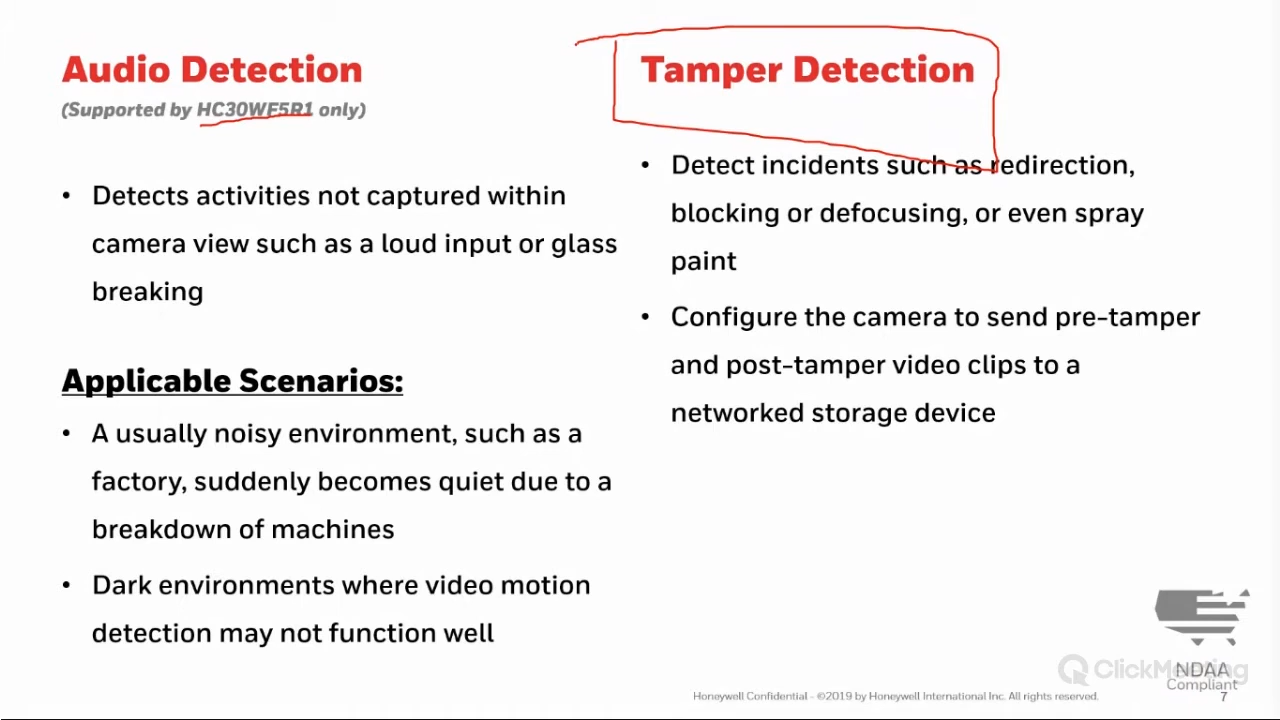 Audio Detection
(Supported by HC30WF5R1 only)
• Detects activities not captured within
camera view such as a loud input or glass
breaking
Applicable Scenarios:
• A usually noisy environment, such as a
factory, suddenly becomes quiet due to a
breakdown of machines
• Dark environments where video motion
detection may not function well
Tamper Detection
• Detect incidents such as redirection,
blocking or defocusing, or even spray
paint
• Configure the camera to send pre-tamper
and post-tamper video clips to a
networked storage device
NDAA
Compliant
ClickMeeting
Honeywell Confidential - ©2019 by Honeywell International Inc. All rights reserved.
7